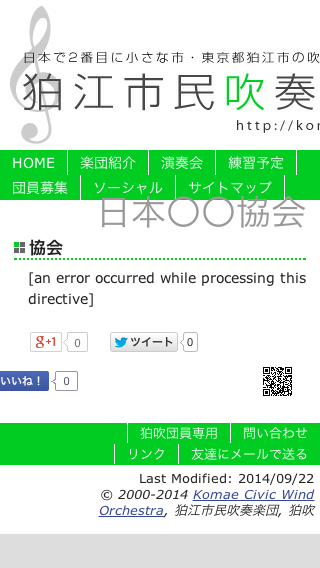 日本で2番目に小さな市・東京都狛江市の吹
狛江市民吹奏
http://kor
HOME 楽団紹介 演奏会 練習予定
団員募集 ソーシャル サイトマップ
日本〇〇協会
協会
[an error occurred while processing this
directive]
g+1 0 ツイート 0
いいね! 0
狛吹団員専用 問い合わせ
リンク 友達にメールで送る
Last Modified: 2014/09/22
© 2000-2014 Komae Civic Wind
Orchestra, 狛江市民吹奏楽団, 狛吹